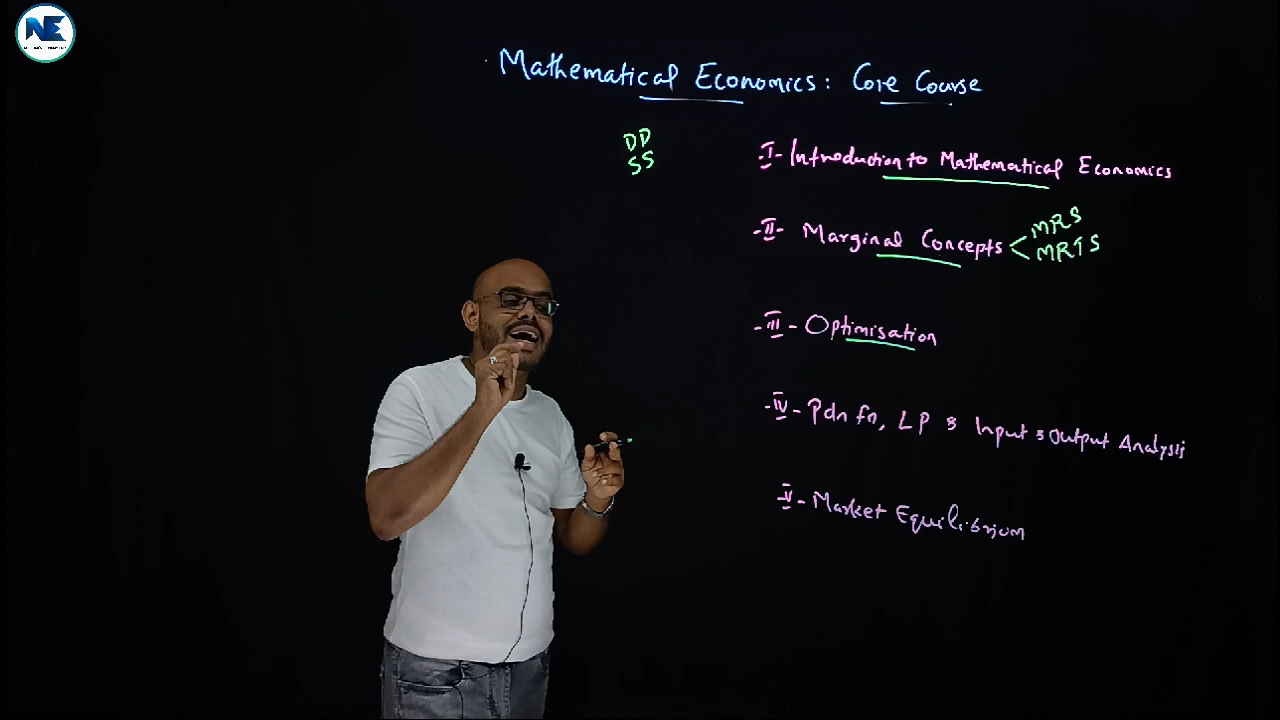 NE
Mathematical Economics: Core Course
DD
SS
-I- Introduction to Mathematical Economics
-II- Marginal Concepts
MRS
MRTS
-III- Optimisation
-IV- Pdn fn, LP & Input & Output Analysis
-V- Market Equilibrium